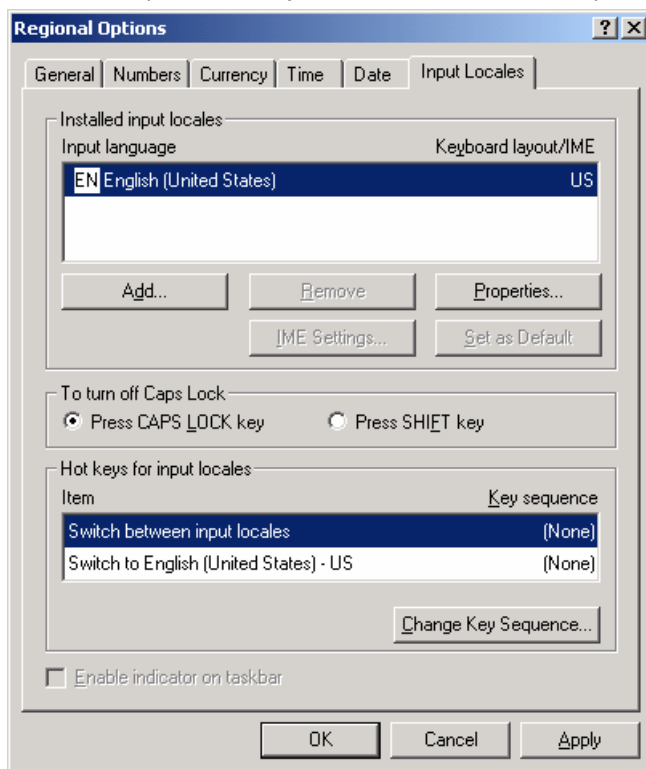 Regional Options
General Numbers Currency Time Date Input Locales
Installed input locales
Input language Keyboard layout/IME
EN English (United States) US
Add... Remove Properties...
IME Settings... Set as Default
To turn off Caps Lock
Press CAPS LOCK key Press SHIFT key
Hot keys for input locales
Item Key sequence
Switch between input locales (None)
Switch to English (United States) - US (None)
Change Key Sequence...
Enable indicator on taskbar
OK Cancel Apply